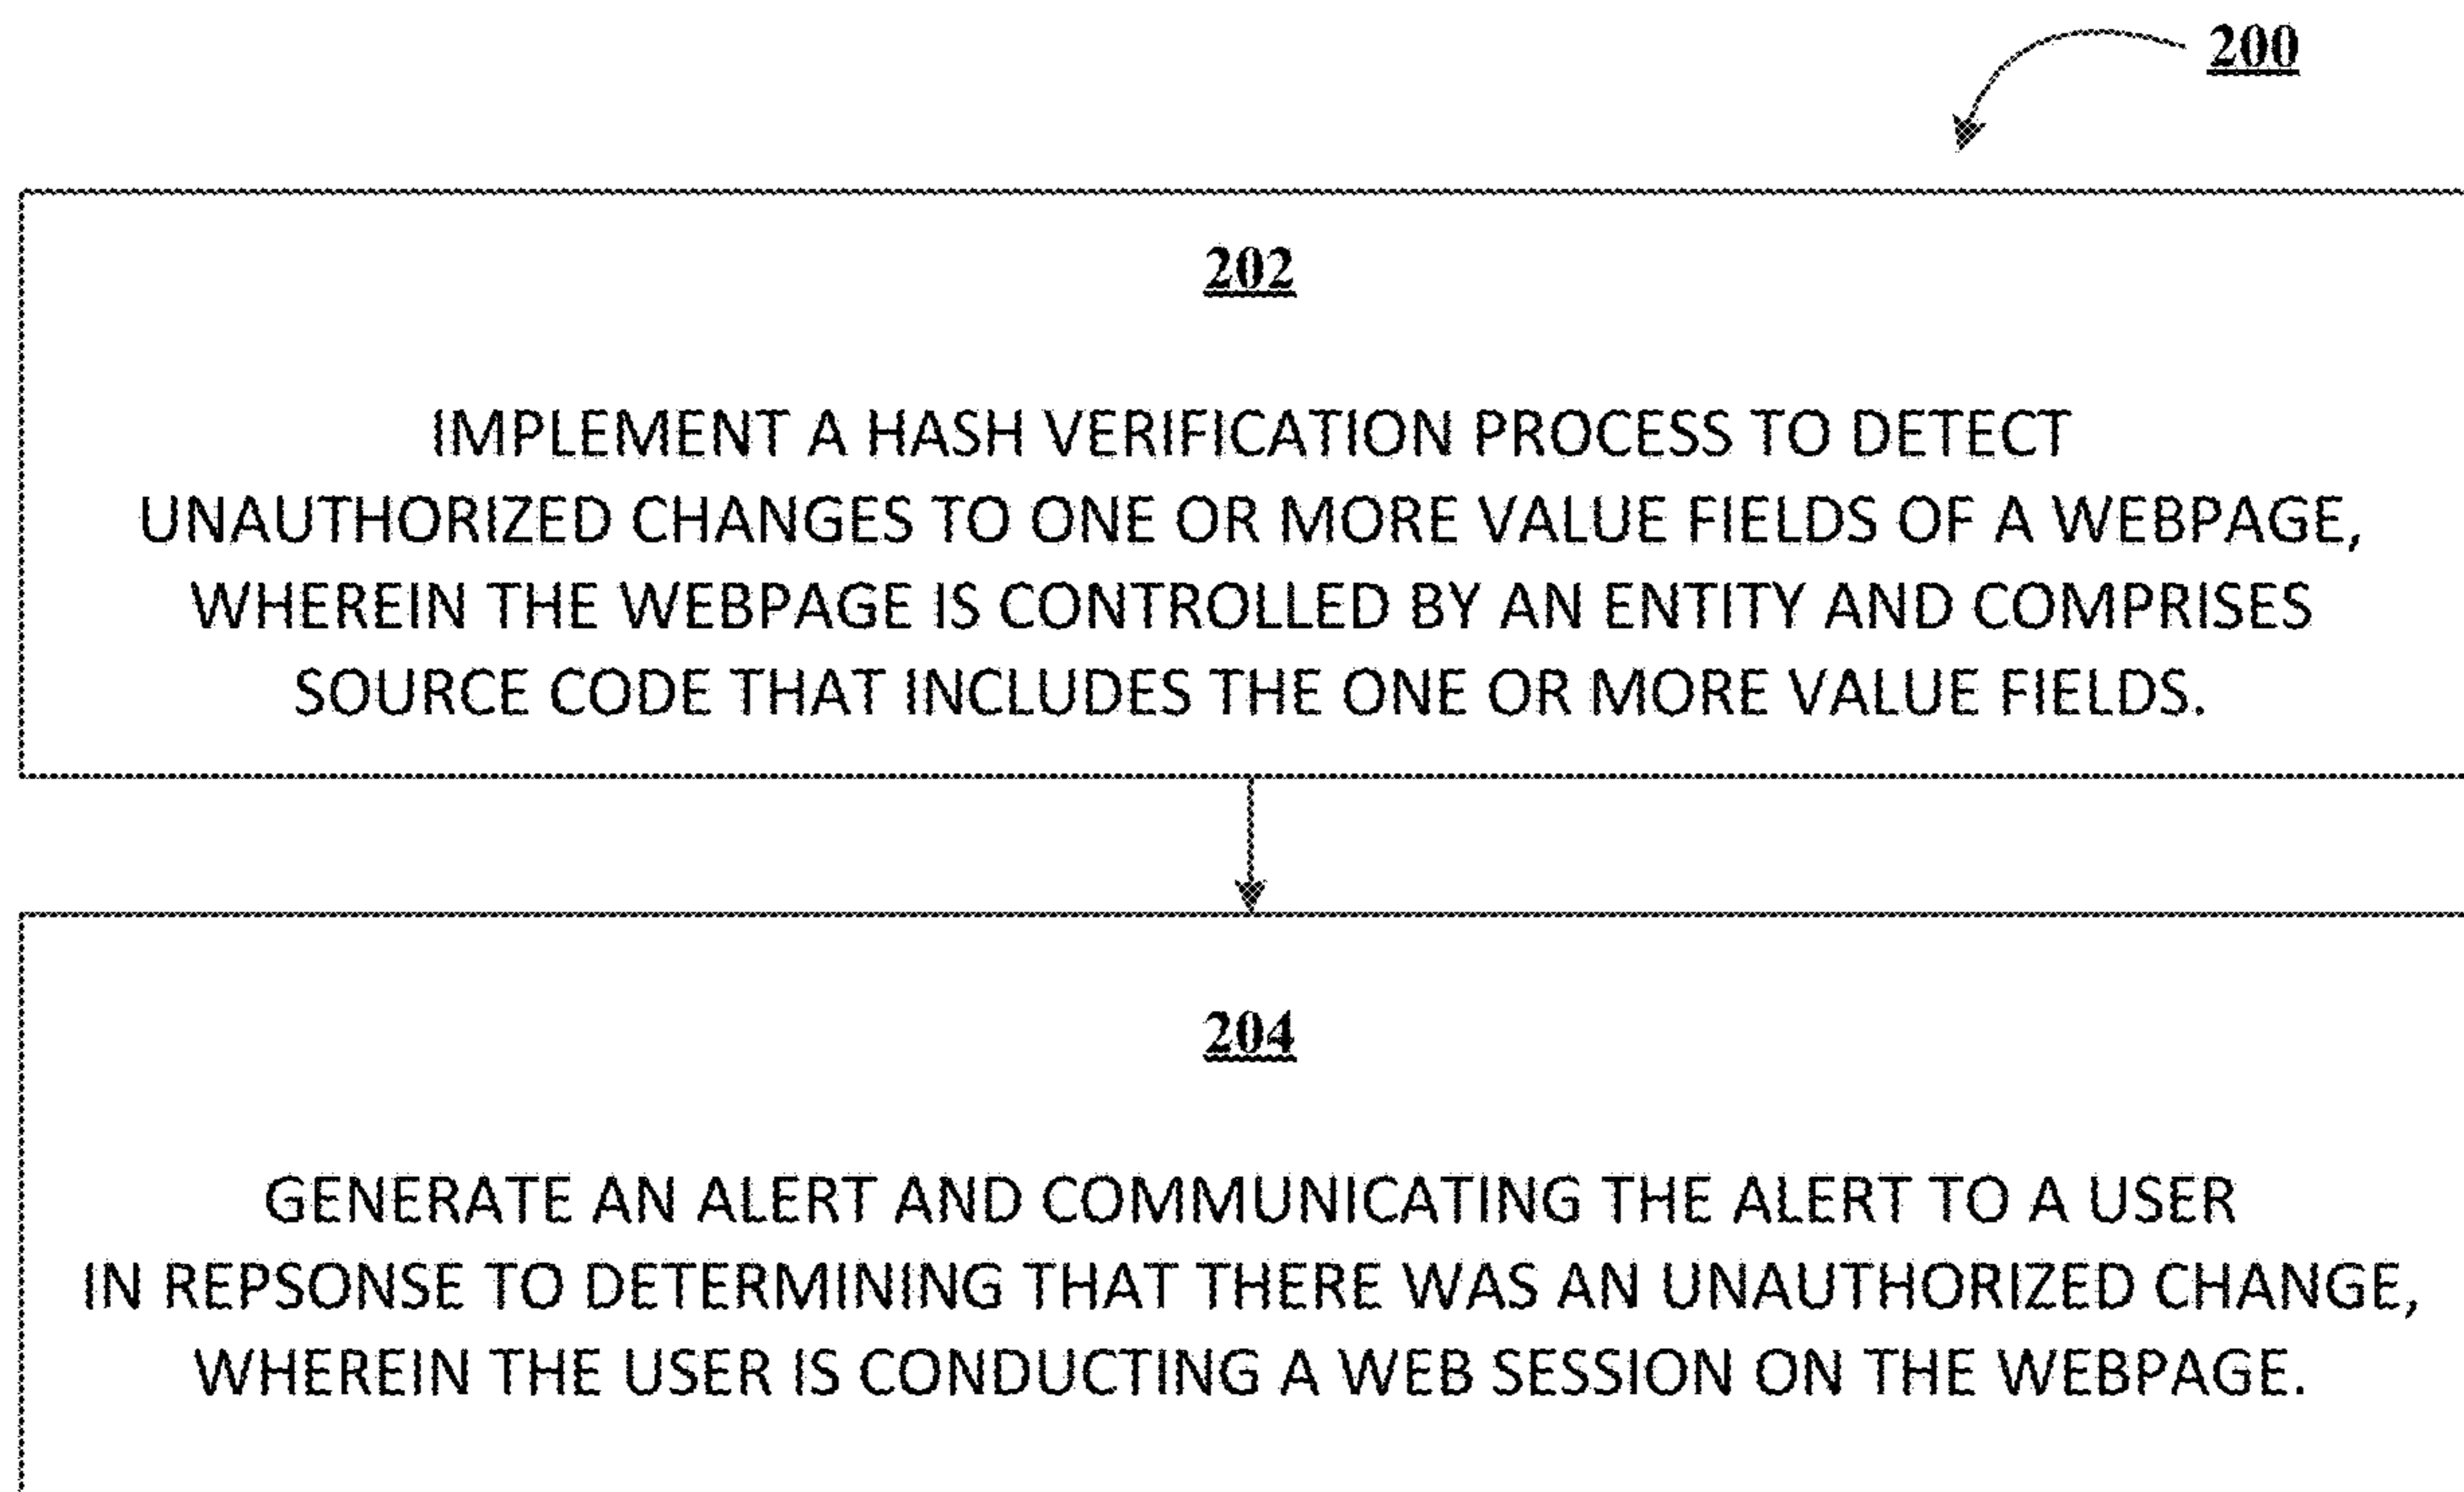 200
202
IMPLEMENT A HASH VERIFICATION PROCESS TO DETECT
UNAUTHORIZED CHANGES TO ONE OR MORE VALUE FIELDS OF A WEBPAGE,
WHEREIN THE WEBPAGE IS CONTROLLED BY AN ENTITY AND COMPRISES
SOURCE CODE THAT INCLUDES THE ONE OR MORE VALUE FIELDS.
204
GENERATE AN ALERT AND COMMUNICATING THE ALERT TO A USER
IN REPSONSE TO DETERMINING THAT THERE WAS AN UNAUTHORIZED CHANGE,
WHEREIN THE USER IS CONDUCTING A WEB SESSION ON THE WEBPAGE.